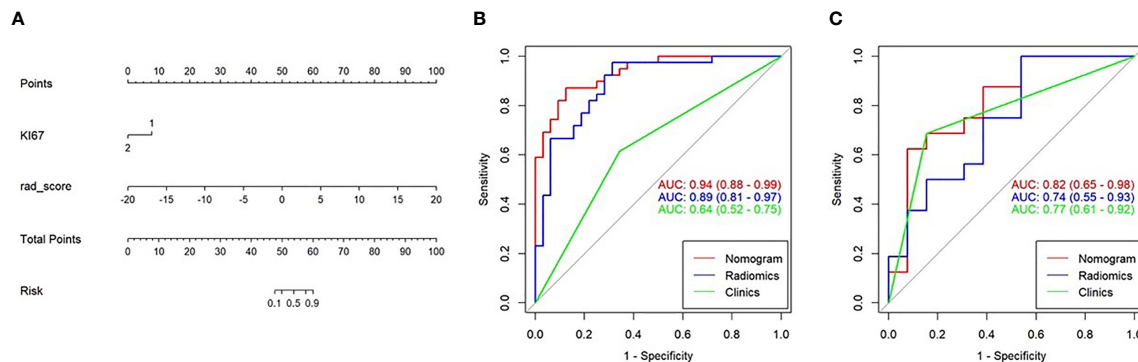 A
Points
0 10 20 30 40 50 60 70 80 90 100
KI67
1
2
rad_score
-20 -15 -10 -5 0 5 10 15 20
Total Points
0 10 20 30 40 50 60 70 80 90 100
Risk
0.1 0.5 0.9
B
Sensitivity
1.0
0.8
0.6
0.4
0.2
0.0
AUC: 0.94 (0.88 - 0.99)
AUC: 0.89 (0.81 - 0.97)
AUC: 0.64 (0.52 - 0.75)
Nomogram
Radiomics
Clinics
0.0 0.2 0.4 0.6 0.8 1.0
1 - Specificity
C
Sensitivity
1.0
0.8
0.6
0.4
0.2
0.0
AUC: 0.82 (0.65 - 0.98)
AUC: 0.74 (0.55 - 0.93)
AUC: 0.77 (0.61 - 0.92)
Nomogram
Radiomics
Clinics
0.0 0.2 0.4 0.6 0.8 1.0
1 - Specificity